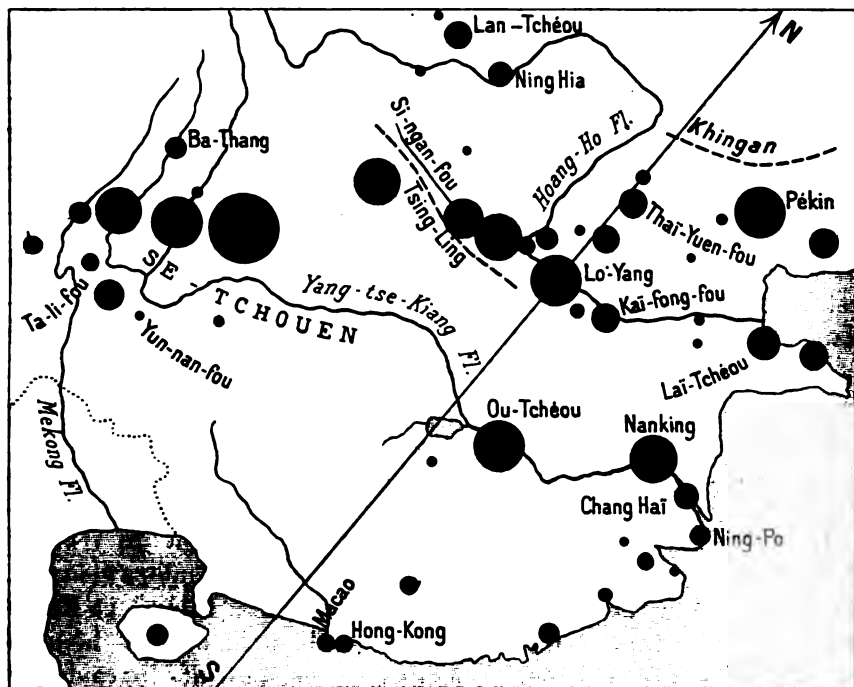 Lan-Tchéou
N
Ning Hia
Si-ngan-fou
Ba-Thang
Hoang-Ho Fl.
Khingan
Tsing-Ling
Thaï-Yuen-fou
Pékin
SE-TCHOUEN
Lo-Yang
Ta-li-fou
Yang-tse-Kiang Fl.
Kaï-fong-fou
Yun-nan-fou
Laï-Tchéou
Mekong Fl.
Ou-Tchéou
Nanking
Chang Haï
Ning-Po
Macao
Hong-Kong
S